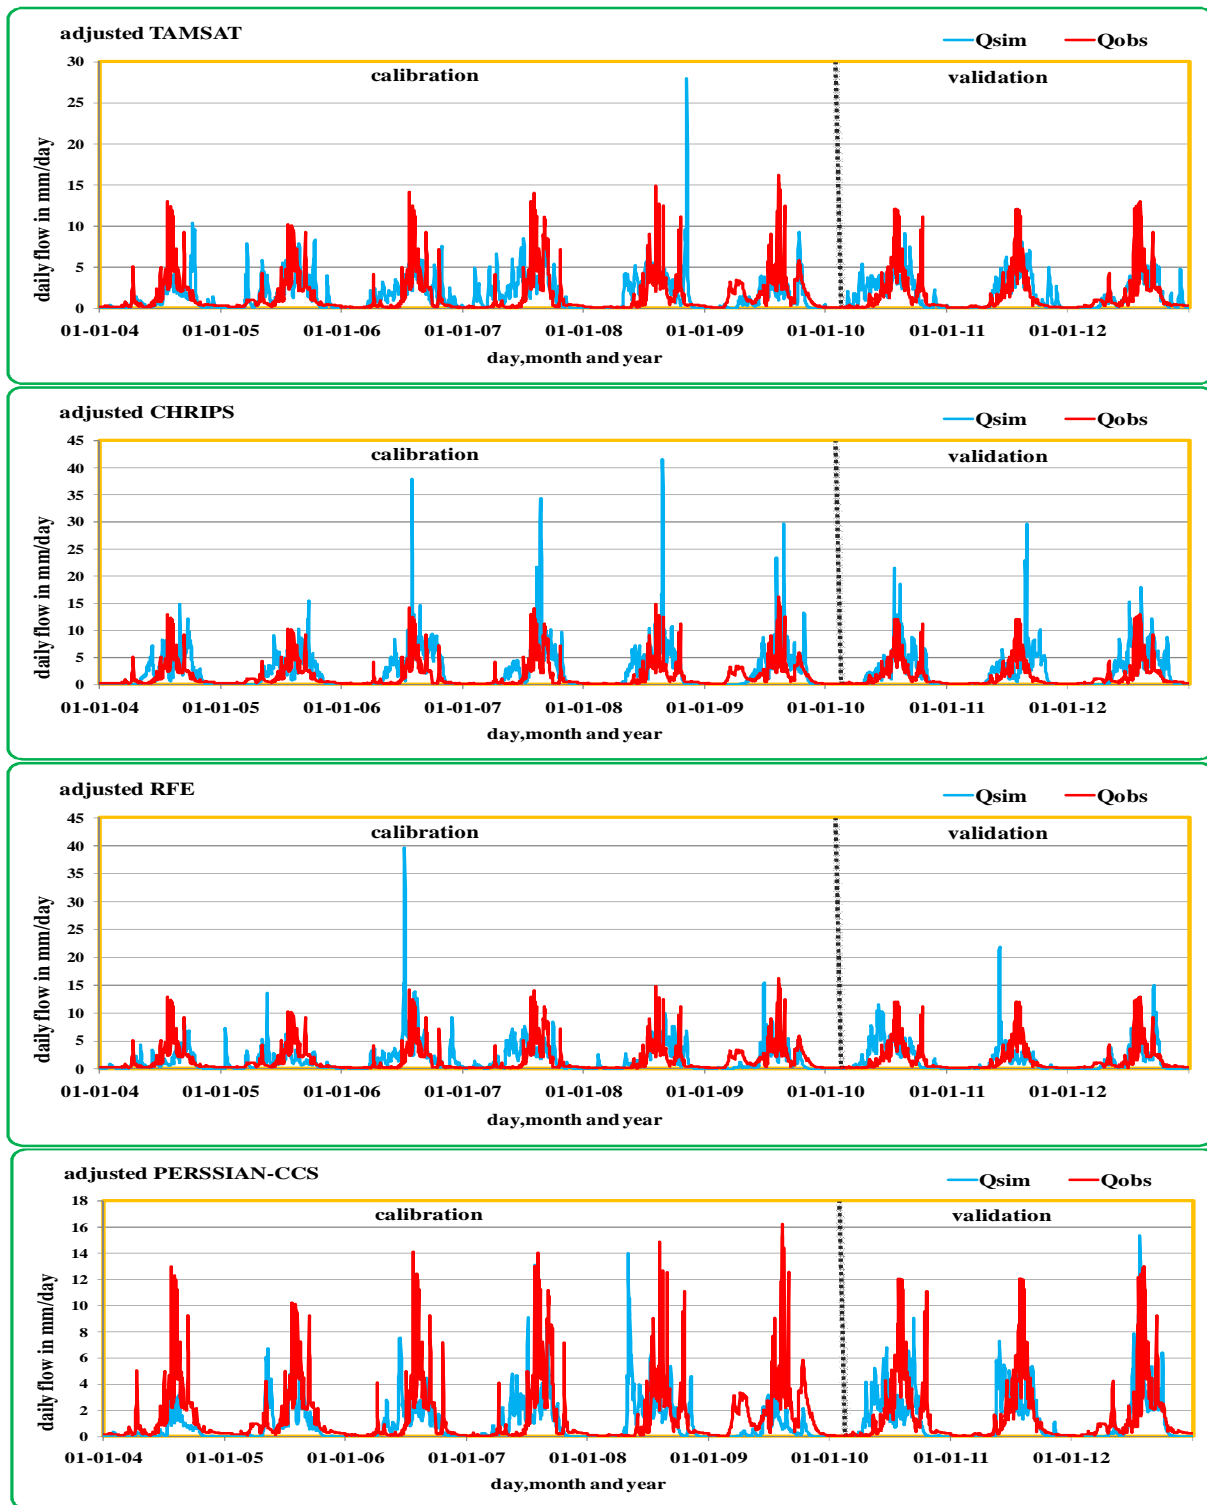 adjusted TAMSAT
Qsim Qobs
calibration validation
daily flow in mm/day
30
25
20
15
10
5
0
01-01-04 01-01-05 01-01-06 01-01-07 01-01-08 01-01-09 01-01-10 01-01-11 01-01-12
day,month and year
adjusted CHRIPS
Qsim Qobs
calibration validation
daily flow in mm/day
45
40
35
30
25
20
15
10
5
0
01-01-04 01-01-05 01-01-06 01-01-07 01-01-08 01-01-09 01-01-10 01-01-11 01-01-12
day,month and year
adjusted RFE
Qsim Qobs
calibration validation
daily flow in mm/day
45
40
35
30
25
20
15
10
5
0
01-01-04 01-01-05 01-01-06 01-01-07 01-01-08 01-01-09 01-01-10 01-01-11 01-01-12
day,month and year
adjusted PERSSIAN-CCS
Qsim Qobs
calibration validation
daily flow in mm/day
18
16
14
12
10
8
6
4
2
0
01-01-04 01-01-05 01-01-06 01-01-07 01-01-08 01-01-09 01-01-10 01-01-11 01-01-12
day,month and year